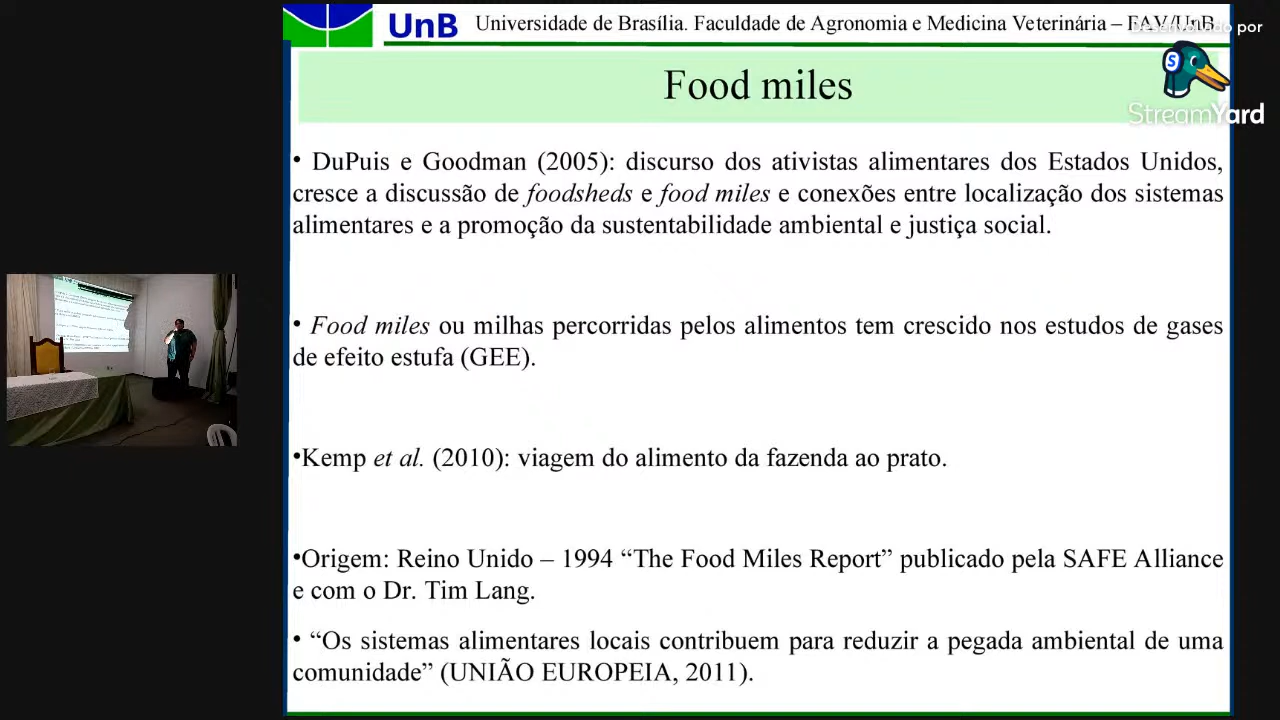 UnB Universidade de Brasília. Faculdade de Agronomia e Medicina Veterinária – FAV/UnB.
Desenvolvido por
StreamYard
Food miles
• DuPuis e Goodman (2005): discurso dos ativistas alimentares dos Estados Unidos,
cresce a discussão de foodsheds e food miles e conexões entre localização dos sistemas
alimentares e a promoção da sustentabilidade ambiental e justiça social.
• Food miles ou milhas percorridas pelos alimentos tem crescido nos estudos de gases
de efeito estufa (GEE).
•Kemp et al. (2010): viagem do alimento da fazenda ao prato.
•Origem: Reino Unido – 1994 “The Food Miles Report” publicado pela SAFE Alliance
e com o Dr. Tim Lang.
• “Os sistemas alimentares locais contribuem para reduzir a pegada ambiental de uma
comunidade” (UNIÃO EUROPEIA, 2011).